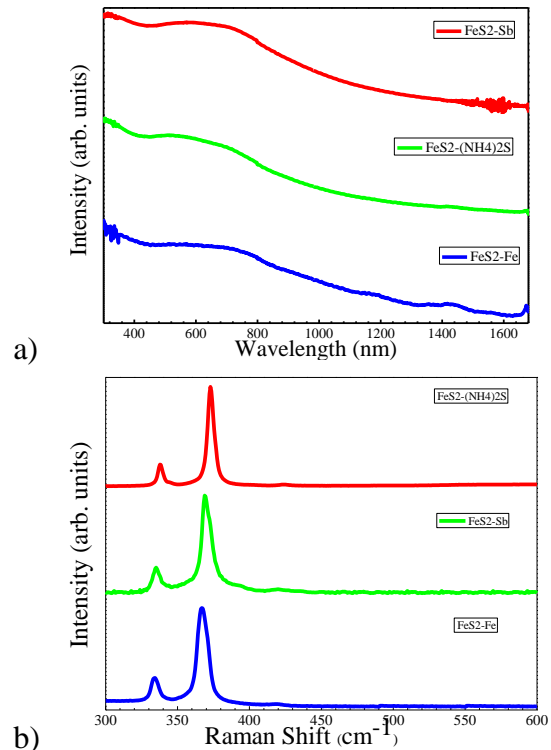 FeS2-Sb
FeS2-(NH4)2S
FeS2-Fe
Intensity (arb. units)
400 600 800 1000 1200 1400 1600
Wavelength (nm)
a)
FeS2-(NH4)2S
FeS2-Sb
FeS2-Fe
Intensity (arb. units)
300 350 400 450 500 550 600
Raman Shift (cm-1)
b)